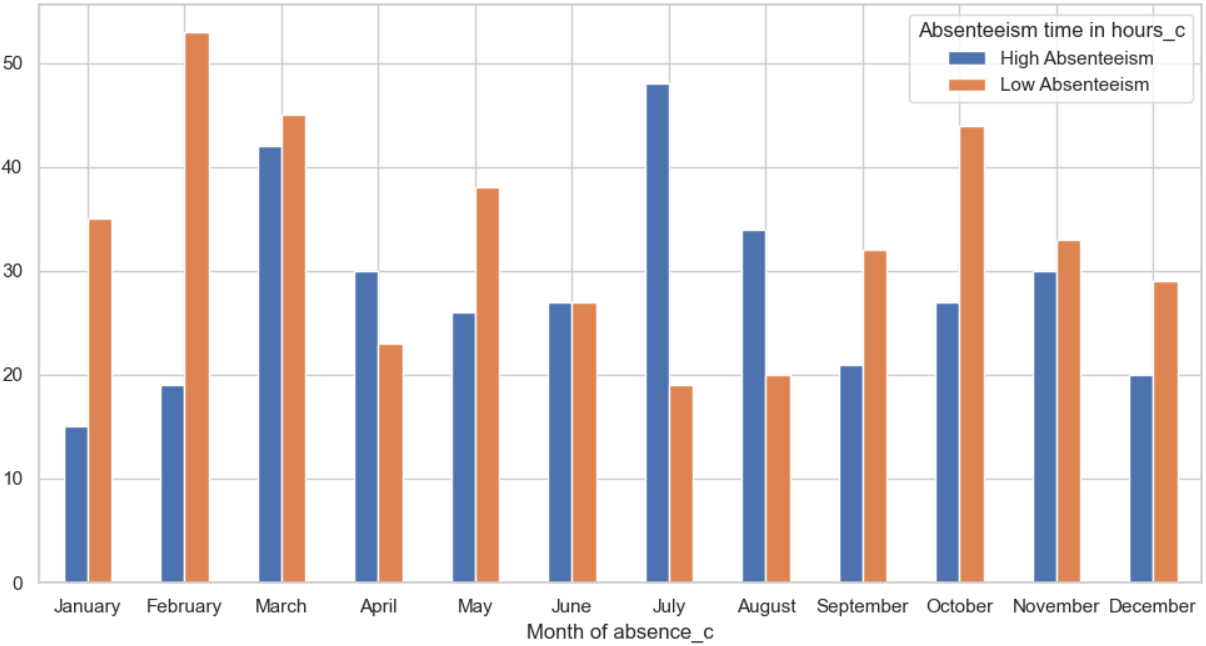 Absenteeism time in hours_c
High Absenteeism
Low Absenteeism
50
40
30
20
10
0
January February March April May June July August September October November December
Month of absence_c